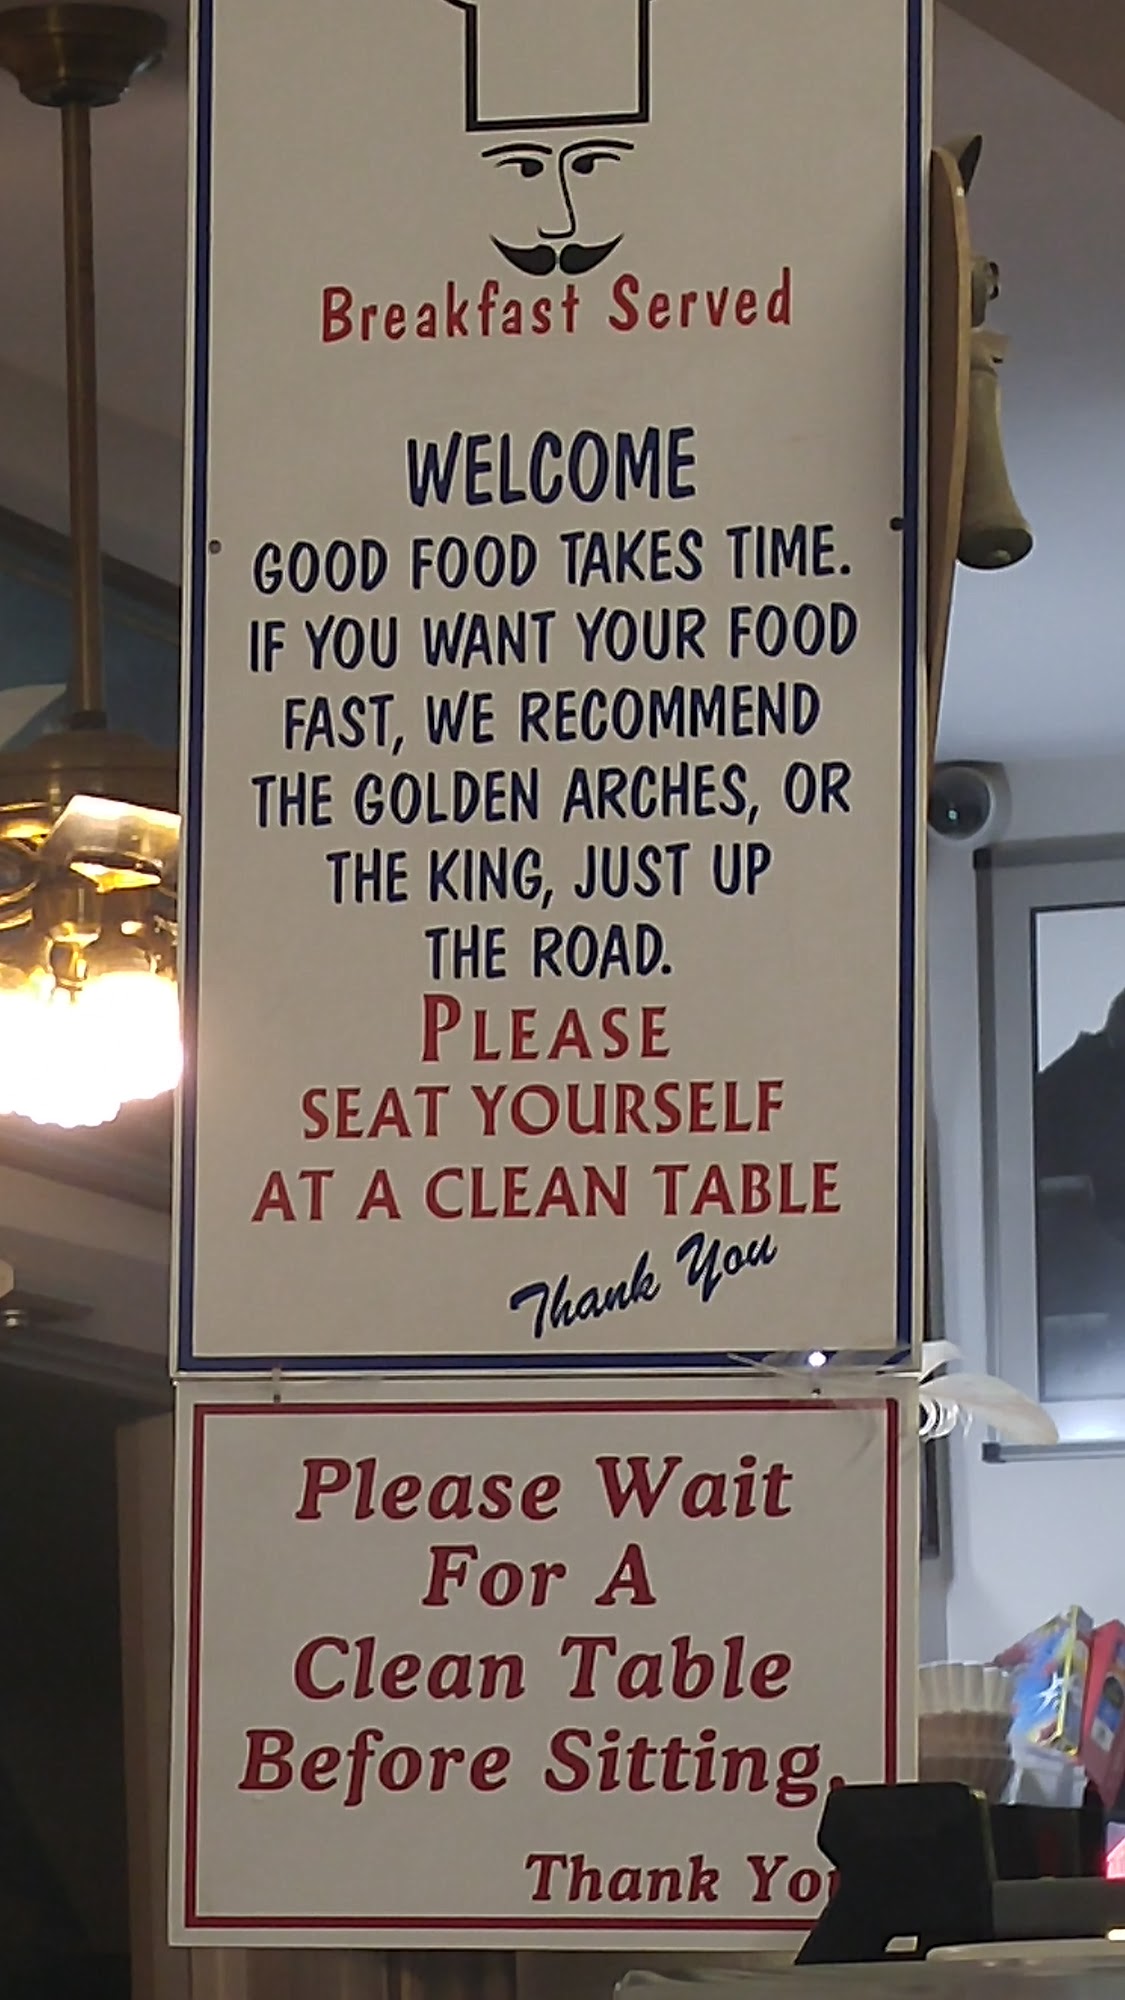 Breakfast Served
WELCOME
GOOD FOOD TAKES TIME.
IF YOU WANT YOUR FOOD
FAST, WE RECOMMEND
THE GOLDEN ARCHES, OR
THE KING, JUST UP
THE ROAD.
PLEASE
SEAT YOURSELF
AT A CLEAN TABLE
Thank You
Please Wait
For A
Clean Table
Before Sitting.
Thank You